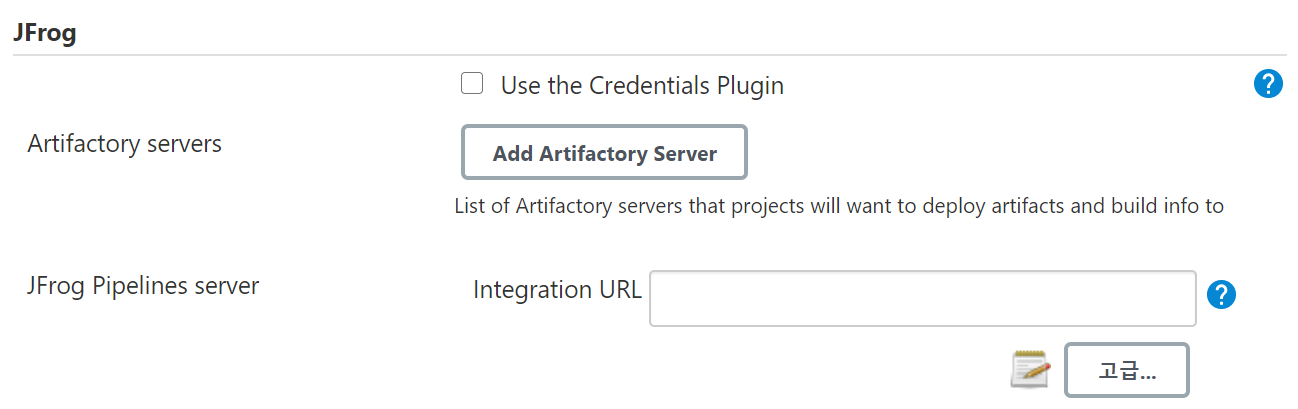 JFrog
Use the Credentials Plugin
?
Artifactory servers
Add Artifactory Server
List of Artifactory servers that projects will want to deploy artifacts and build info to
JFrog Pipelines server
Integration URL
?
고급...